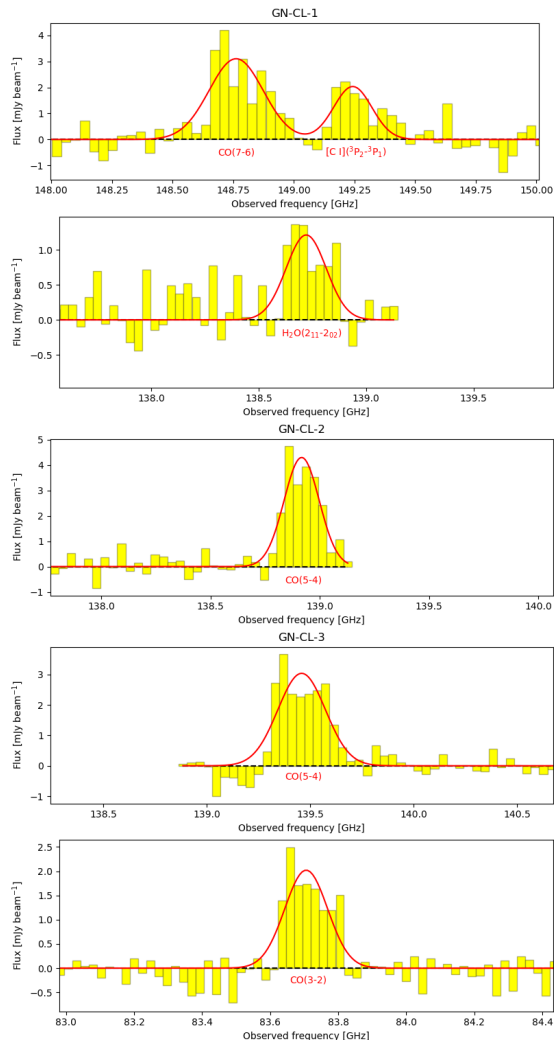 GN-CL-1
4
3
2
1
0
−1
Flux [mJy beam⁻¹]
CO(7-6)
[C I](³P₂-³P₁)
148.00 148.25 148.50 148.75 149.00 149.25 149.50 149.75 150.00
Observed frequency [GHz]
1.0
0.5
0.0
−0.5
Flux [mJy beam⁻¹]
H₂O(2₁₁-2₀₂)
138.0 138.5 139.0 139.5
Observed frequency [GHz]
GN-CL-2
5
4
3
2
1
0
−1
Flux [mJy beam⁻¹]
CO(5-4)
138.0 138.5 139.0 139.5 140.0
Observed frequency [GHz]
GN-CL-3
3
2
1
0
−1
Flux [mJy beam⁻¹]
CO(5-4)
138.5 139.0 139.5 140.0 140.5
Observed frequency [GHz]
2.5
2.0
1.5
1.0
0.5
0.0
−0.5
Flux [mJy beam⁻¹]
CO(3-2)
83.0 83.2 83.4 83.6 83.8 84.0 84.2 84.4
Observed frequency [GHz]